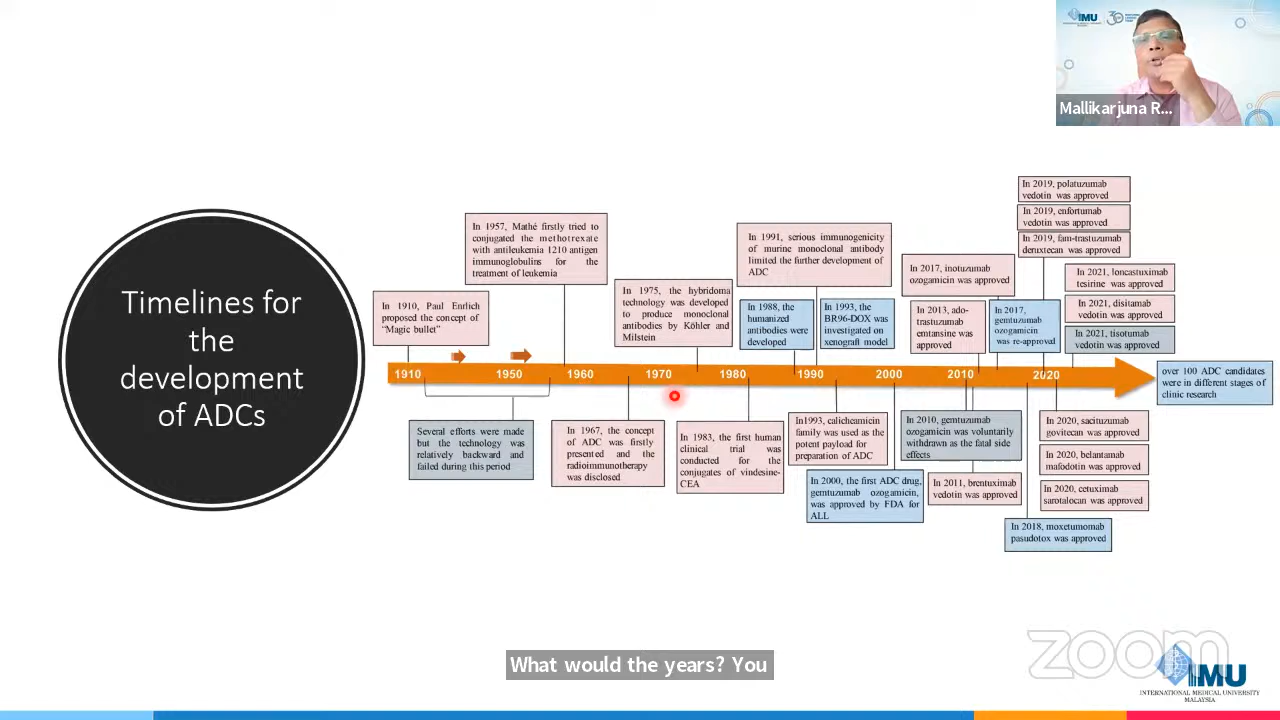 IMU
Mallikarjuna R...
Timelines for
the
development
of ADCs
In 1910, Paul Enrlich
proposed the concept of
“Magic bullet”
In 1957, Mathé firstly tried to
conjugated the methotrexate
with antileukemia 1210 antigen
immunoglobulins for the
treatment of leukemia
In 1975, the hybridoma
technology was developed
to produce monoclonal
antibodies by Köhler and
Milstein
In 1991, serious immunogenicity
of murine monoclonal antibody
limited the further development of
ADC
In 1988, the
humanized
antibodies were
developed
In 1993, the
BR96-DOX was
investigated on
xenograft model
In 2017, inotuzumab
ozogamicin was approved
In 2013, ado-
trastuzumab
emtansine was
approved
In 2017,
gemtuzumab
ozogamicin
was re-approved
In 2019, polatuzumab
vedotin was approved
In 2019, enfortumab
vedotin was approved
In 2019, fam-trastuzumab
deruxtecan was approved
In 2021, loncastuximab
tesirine was approved
In 2021, disitamab
vedotin was approved
In 2021, tisotumab
vedotin was approved
1910 1950 1960 1970 1980 1990 2000 2010 2020
over 100 ADC candidates
were in different stages of
clinic research
Several efforts were made
but the technology was
relatively backward and
failed during this period
In 1967, the concept
of ADC was firstly
presented and the
radioimmunotherapy
was disclosed
In 1983, the first human
clinical trial was
conducted for the
conjugates of vindesine-
CEA
In1993, calicheamicin
family was used as the
potent payload for
preparation of ADC
In 2000, the first ADC drug,
gemtuzumab ozogamicin,
was approved by FDA for
ALL
In 2010, gemtuzumab
ozogamicin was voluntarily
withdrawn as the fatal side
effects
In 2011, brentuximab
vedotin was approved
In 2020, sacituzumab
govitecan was approved
In 2020, belantamab
mafodotin was approved
In 2020, cetuximab
sarotalocan was approved
In 2018, moxetumomab
pasudotox was approved
What would the years? You
zoom
IMU
INTERNATIONAL MEDICAL UNIVERSITY
MALAYSIA